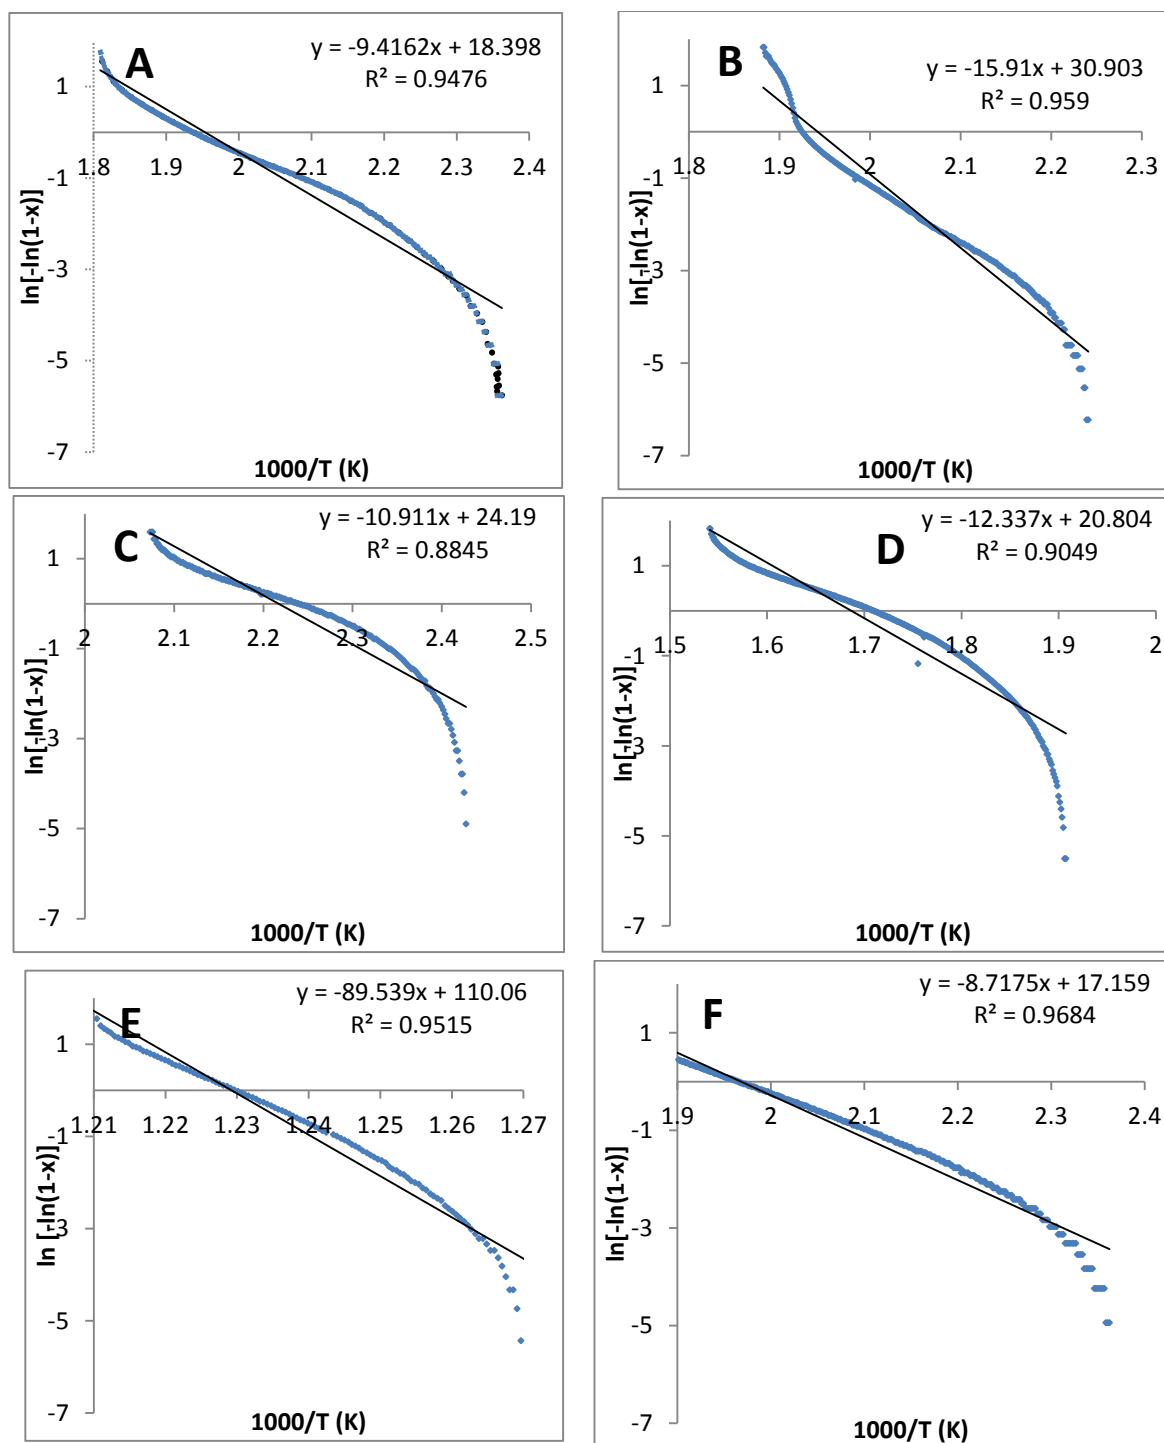 A
y = -9.4162x + 18.398
R² = 0.9476
1
-1
-3
-5
-7
1.8 1.9 2 2.1 2.2 2.3 2.4
ln[-ln(1-x)]
1000/T (K)
B
y = -15.91x + 30.903
R² = 0.959
1
-1
-3
-5
-7
1.8 1.9 2 2.1 2.2 2.3
ln[-ln(1-x)]
1000/T (K)
C
y = -10.911x + 24.19
R² = 0.8845
1
-1
-3
-5
-7
2 2.1 2.2 2.3 2.4 2.5
ln[-ln(1-x)]
1000/T (K)
D
y = -12.337x + 20.804
R² = 0.9049
1
-1
-3
-5
-7
1.5 1.6 1.7 1.8 1.9 2
ln[-ln(1-x)]
1000/T (K)
E
y = -89.539x + 110.06
R² = 0.9515
1
-1
-3
-5
-7
1.21 1.22 1.23 1.24 1.25 1.26 1.27
ln [-ln(1-x))
1000/T (K)
F
y = -8.7175x + 17.159
R² = 0.9684
1
-1
-3
-5
-7
1.9 2 2.1 2.2 2.3 2.4
ln[-ln(1-x)]
1000/T (K)